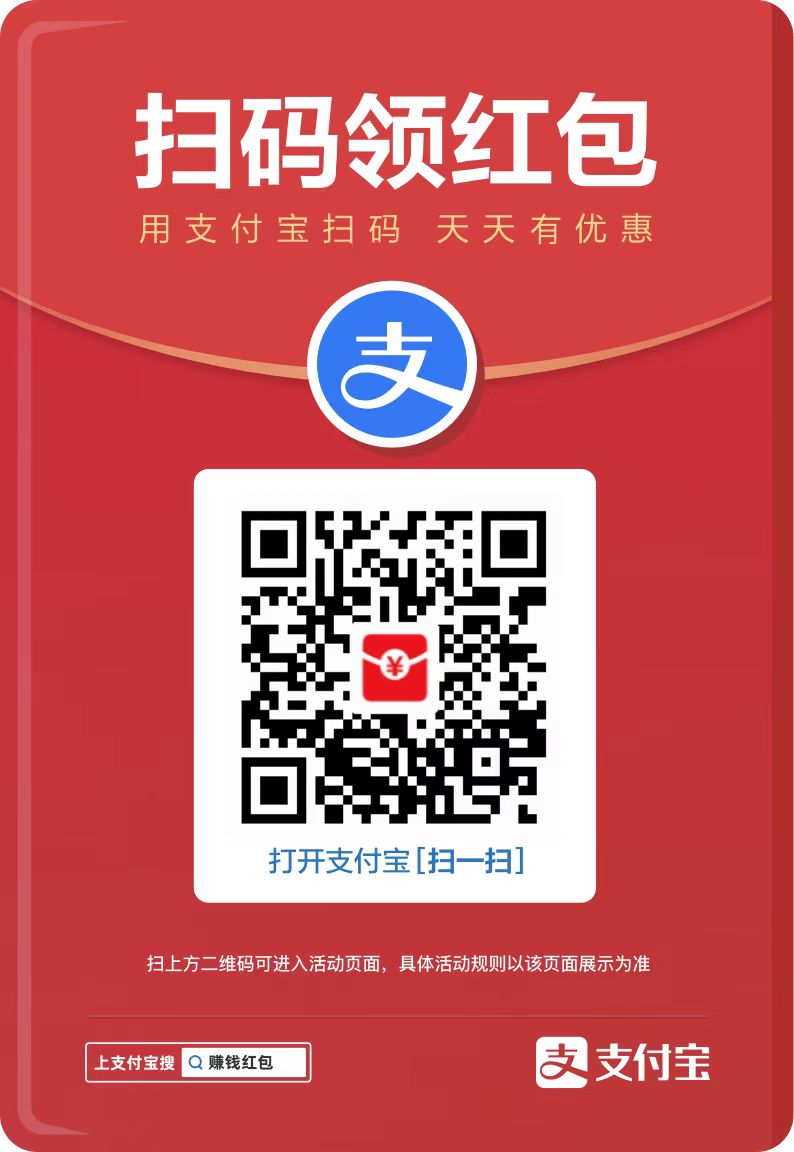 扫码领红包
用支付宝扫码 天天有优惠
支
¥
打开支付宝[扫一扫]
扫上方二维码可进入活动页面，具体活动规则以该页面展示为准
上支付宝搜 赚钱红包
支 支付宝